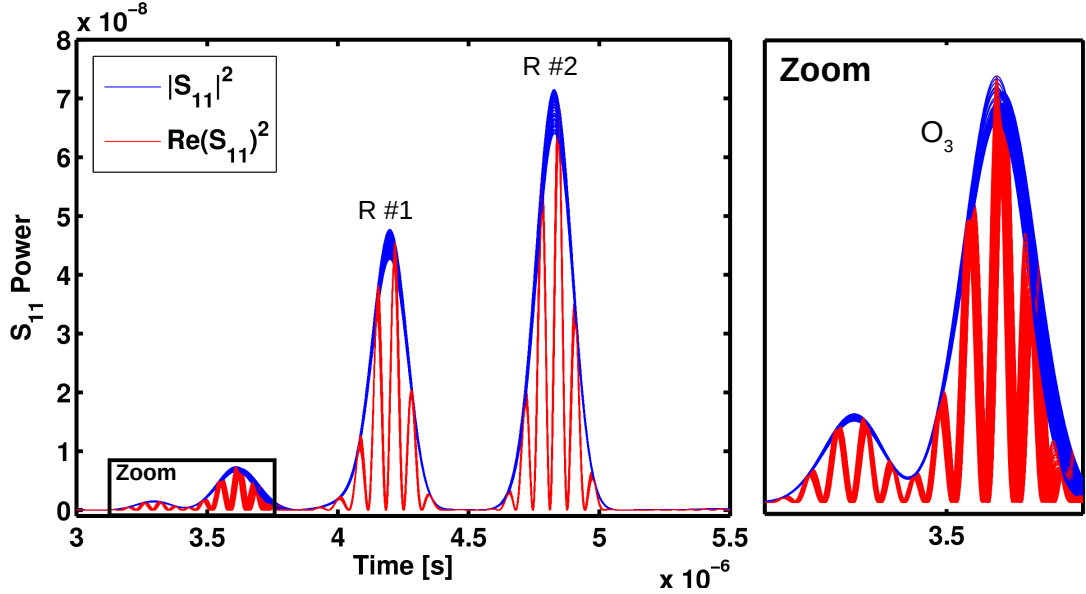 x 10⁻⁸
8
7
6
5
4
3
2
1
0
S₁₁ Power
|S₁₁|²
Re(S₁₁)²
R #1
R #2
Zoom
3
3.5
4
4.5
5
5.5
Time [s]
x 10⁻⁶
Zoom
O₃
3.5